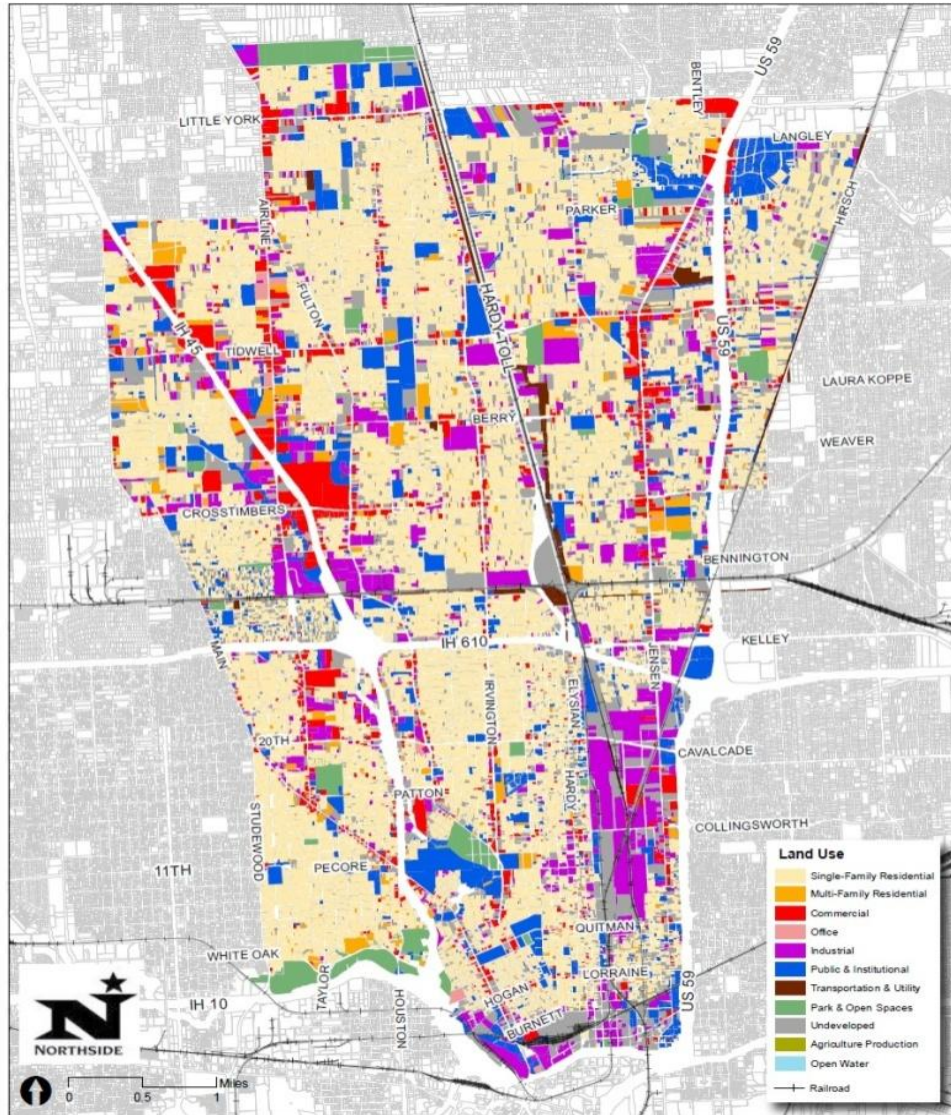 US 59
BENTLEY
LITTLE YORK
LANGLEY
HIRSCH
AIRLINE
PARKER
FULTON
HARDY TOLL
IH 45
US 59
TIDWELL
LAURA KOPPE
BERRY
WEAVER
CROSSTIMBERS
BENNINGTON
MAIN
IH 610
KELLEY
JENSEN
IRVINGTON
ELYSIAN
20TH
CAVALCADE
HARDY
PATTON
STUDEWOOD
COLLINGSWORTH
11TH
PECORE
QUITMAN
WHITE OAK
LORRAINE
TAYLOR
HOGAN
US 59
IH 10
HOUSTON
BURNETT
Land Use
Single-Family Residential
Multi-Family Residential
Commercial
Office
Industrial
Public & Institutional
Transportation & Utility
Park & Open Spaces
Undeveloped
Agriculture Production
Open Water
Railroad
N
NORTHSIDE
Miles
0 0.5 1